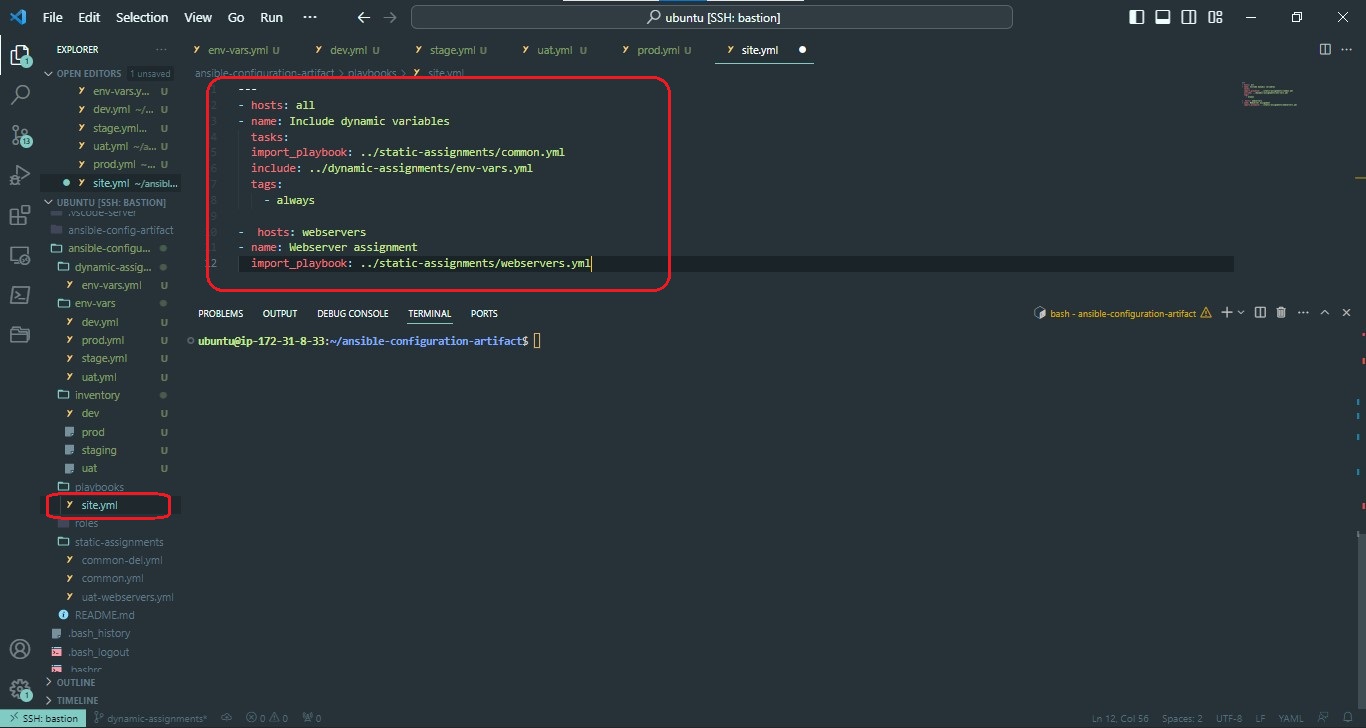 File Edit Selection View Go Run ···
ubuntu [SSH: bastion]
EXPLORER
env-vars.yml U dev.yml U stage.yml U uat.yml U prod.yml U site.yml
OPEN EDITORS 1 unsaved
env-vars.y... U
dev.yml ~/... U
stage.yml... U
uat.yml ~/a... U
prod.yml ~... U
site.yml ~/ansibl...
UBUNTU [SSH: BASTION]
.vscode-server
ansible-config-artifact
ansible-configu...
dynamic-assig...
env-vars.yml U
env-vars
dev.yml U
prod.yml U
stage.yml U
uat.yml U
inventory
dev U
prod U
staging U
uat U
playbooks
site.yml
roles
static-assignments
common-del.yml
common.yml
uat-webservers.yml
README.md
.bash_history
.bash_logout
.bashrc
OUTLINE
TIMELINE
ansible-configuration-artifact > playbooks > site.yml
1 ---
2 - hosts: all
3 - name: Include dynamic variables
4 tasks:
5 import_playbook: ../static-assignments/common.yml
6 include: ../dynamic-assignments/env-vars.yml
7 tags:
8 - always
9
10 - hosts: webservers
11 - name: Webserver assignment
12 import_playbook: ../static-assignments/webservers.yml
PROBLEMS OUTPUT DEBUG CONSOLE TERMINAL PORTS
bash - ansible-configuration-artifact
ubuntu@ip-172-31-8-33:~/ansible-configuration-artifact$
SSH: bastion dynamic-assignments* 0 0 0
Ln 12, Col 56 Spaces: 2 UTF-8 LF YAML